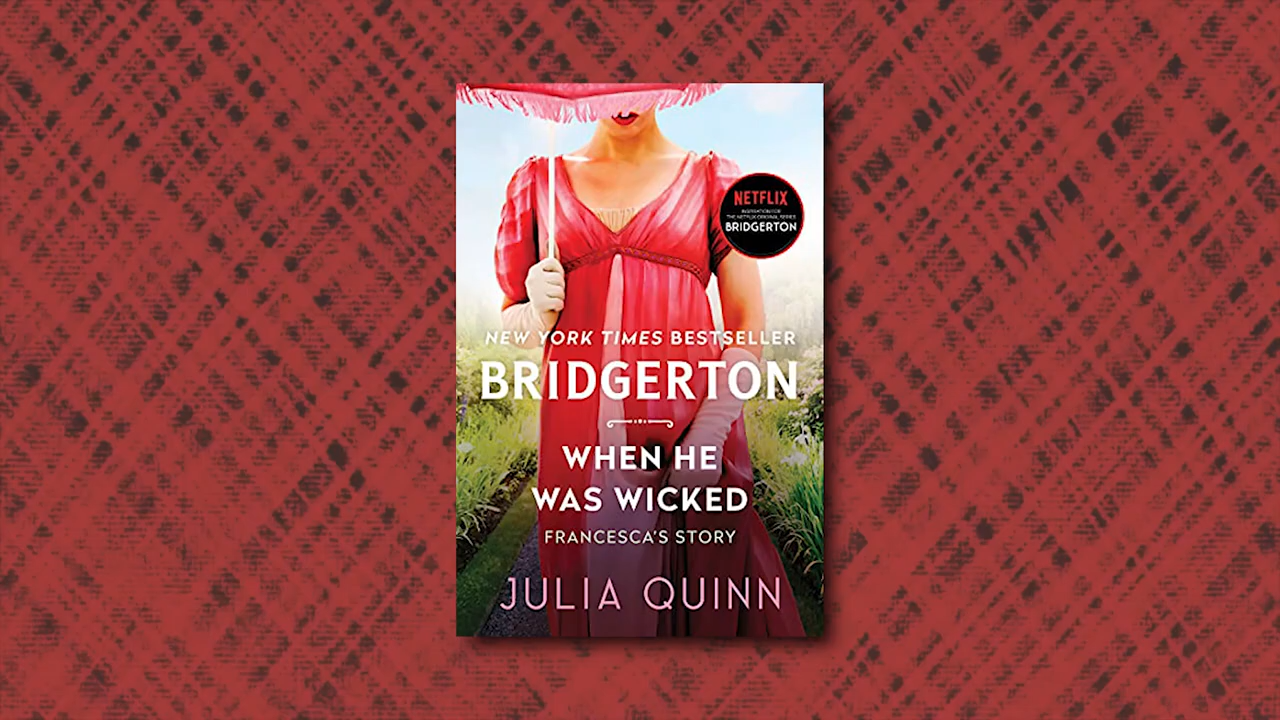 NETFLIX
INSPIRATION FOR
THE NETFLIX ORIGINAL SERIES
BRIDGERTON
NEW YORK TIMES BESTSELLER
BRIDGERTON
WHEN HE
WAS WICKED
FRANCESCA'S STORY
JULIA QUINN